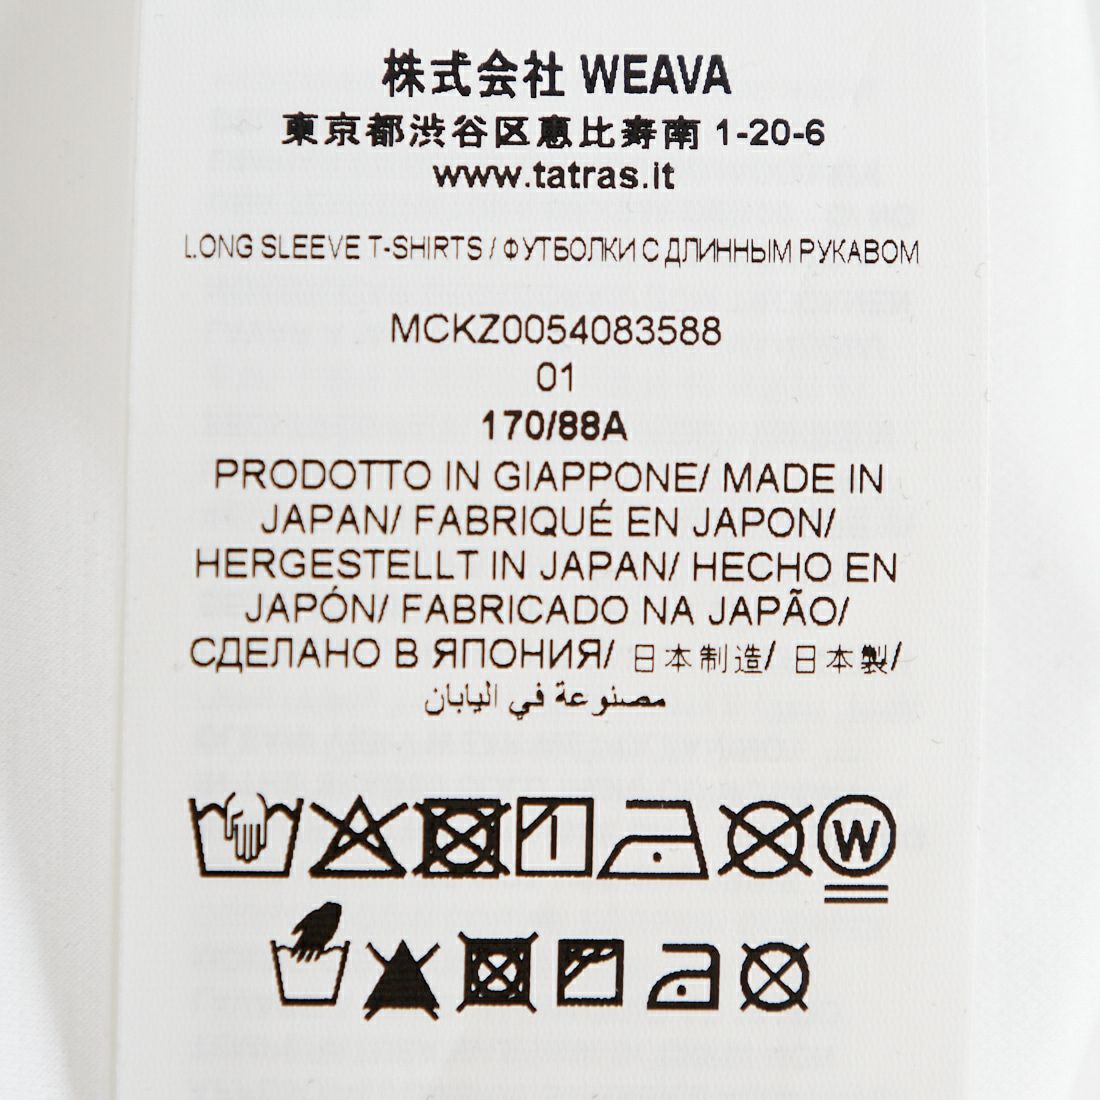 株式会社 WEAVA
東京都渋谷区恵比寿南 1-20-6
www.tatras.it
LONG SLEEVE T-SHIRTS / ФУТБОЛКИ С ДЛИННЫМ РУКАВОМ
MCKZ0054083588
01
170/88A
PRODOTTO IN GIAPPONE/ MADE IN
JAPAN/ FABRIQUÉ EN JAPON/
HERGESTELLT IN JAPAN/ HECHO EN
JAPÓN/ FABRICADO NA JAPÃO/
СДЕЛАНО В ЯПОНИЯ/ 日本制造/ 日本製/
مصنوعة في اليابان
W